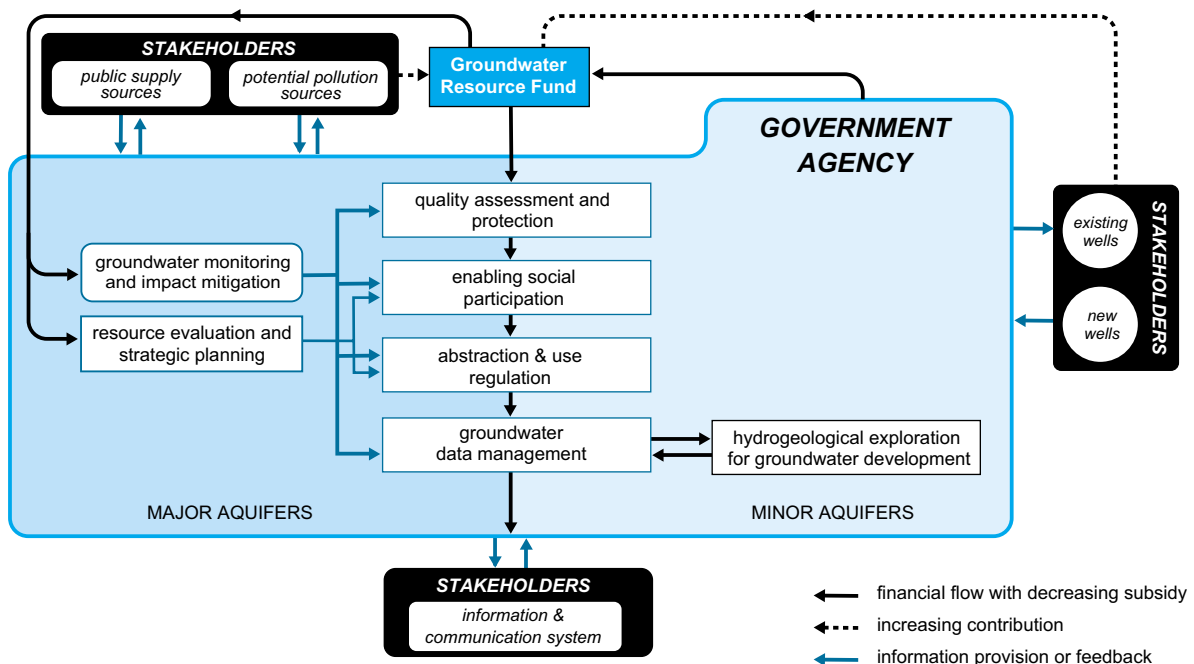 STAKEHOLDERS
public supply
sources
potential pollution
sources
Groundwater
Resource Fund
GOVERNMENT
AGENCY
quality assessment and
protection
groundwater monitoring
and impact mitigation
enabling social
participation
resource evaluation and
strategic planning
abstraction & use
regulation
groundwater
data management
hydrogeological exploration
for groundwater development
MAJOR AQUIFERS
MINOR AQUIFERS
STAKEHOLDERS
existing
wells
new
wells
STAKEHOLDERS
information &
communication system
financial flow with decreasing subsidy
increasing contribution
information provision or feedback